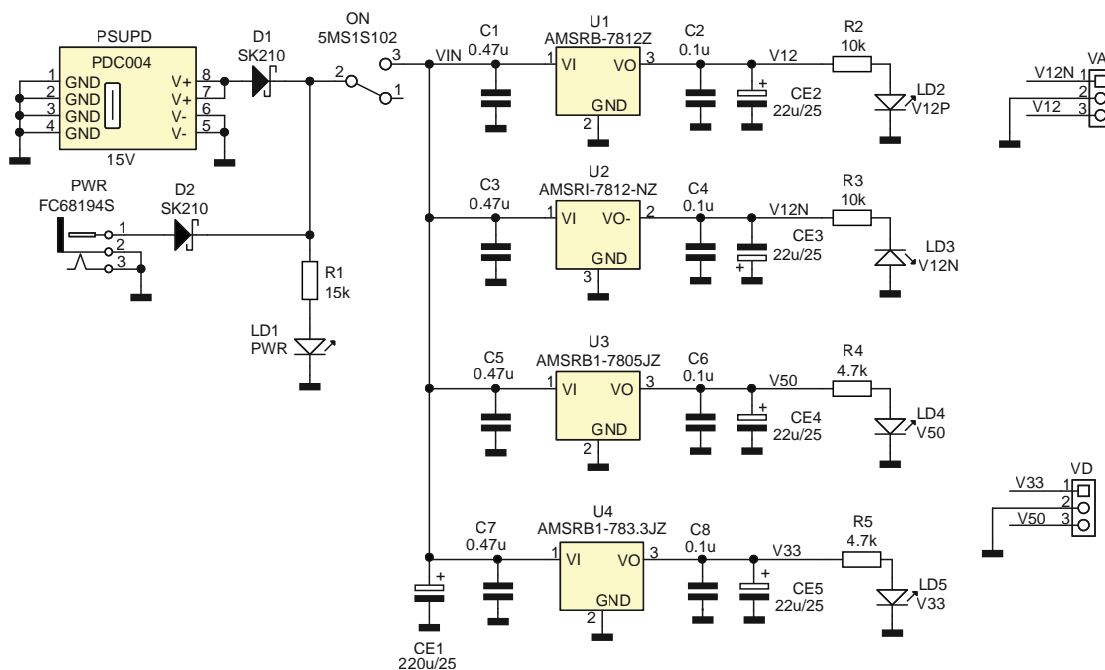 PSUPD
PDC004
1 GND V+ 8
2 GND V+ 7
3 GND V- 6
4 GND V- 5
15V
D1
SK210
ON
5MS1S102
3
2
1
PWR
FC68194S
1
2
3
D2
SK210
R1
15k
LD1
PWR
VIN
C1
0.47u
U1
AMSRB-7812Z
1 VI VO 3
GND
2
C2
0.1u
V12
+
CE2
22u/25
R2
10k
LD2
V12P
C3
0.47u
U2
AMSRI-7812-NZ
1 VI VO- 2
GND
3
C4
0.1u
V12N
+
CE3
22u/25
R3
10k
LD3
V12N
C5
0.47u
U3
AMSRB1-7805JZ
1 VI VO 3
GND
2
C6
0.1u
V50
+
CE4
22u/25
R4
4.7k
LD4
V50
C7
0.47u
U4
AMSRB1-783.3JZ
1 VI VO 3
GND
2
C8
0.1u
V33
+
CE5
22u/25
R5
4.7k
LD5
V33
+
CE1
220u/25
VA
V12N 1
2
V12 3
VD
V33 1
2
V50 3